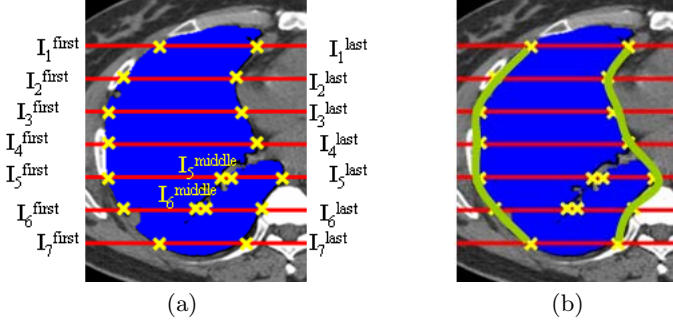 I₁ᶠⁱʳˢᵗ I₁ˡᵃˢᵗ
I₂ᶠⁱʳˢᵗ I₂ˡᵃˢᵗ
I₃ᶠⁱʳˢᵗ I₃ˡᵃˢᵗ
I₄ᶠⁱʳˢᵗ I₄ˡᵃˢᵗ
I₅ᵐⁱᵈᵈˡᵉ
I₅ᶠⁱʳˢᵗ I₅ˡᵃˢᵗ
I₆ᵐⁱᵈᵈˡᵉ
I₆ᶠⁱʳˢᵗ I₆ˡᵃˢᵗ
I₇ᶠⁱʳˢᵗ I₇ˡᵃˢᵗ
(a) (b)